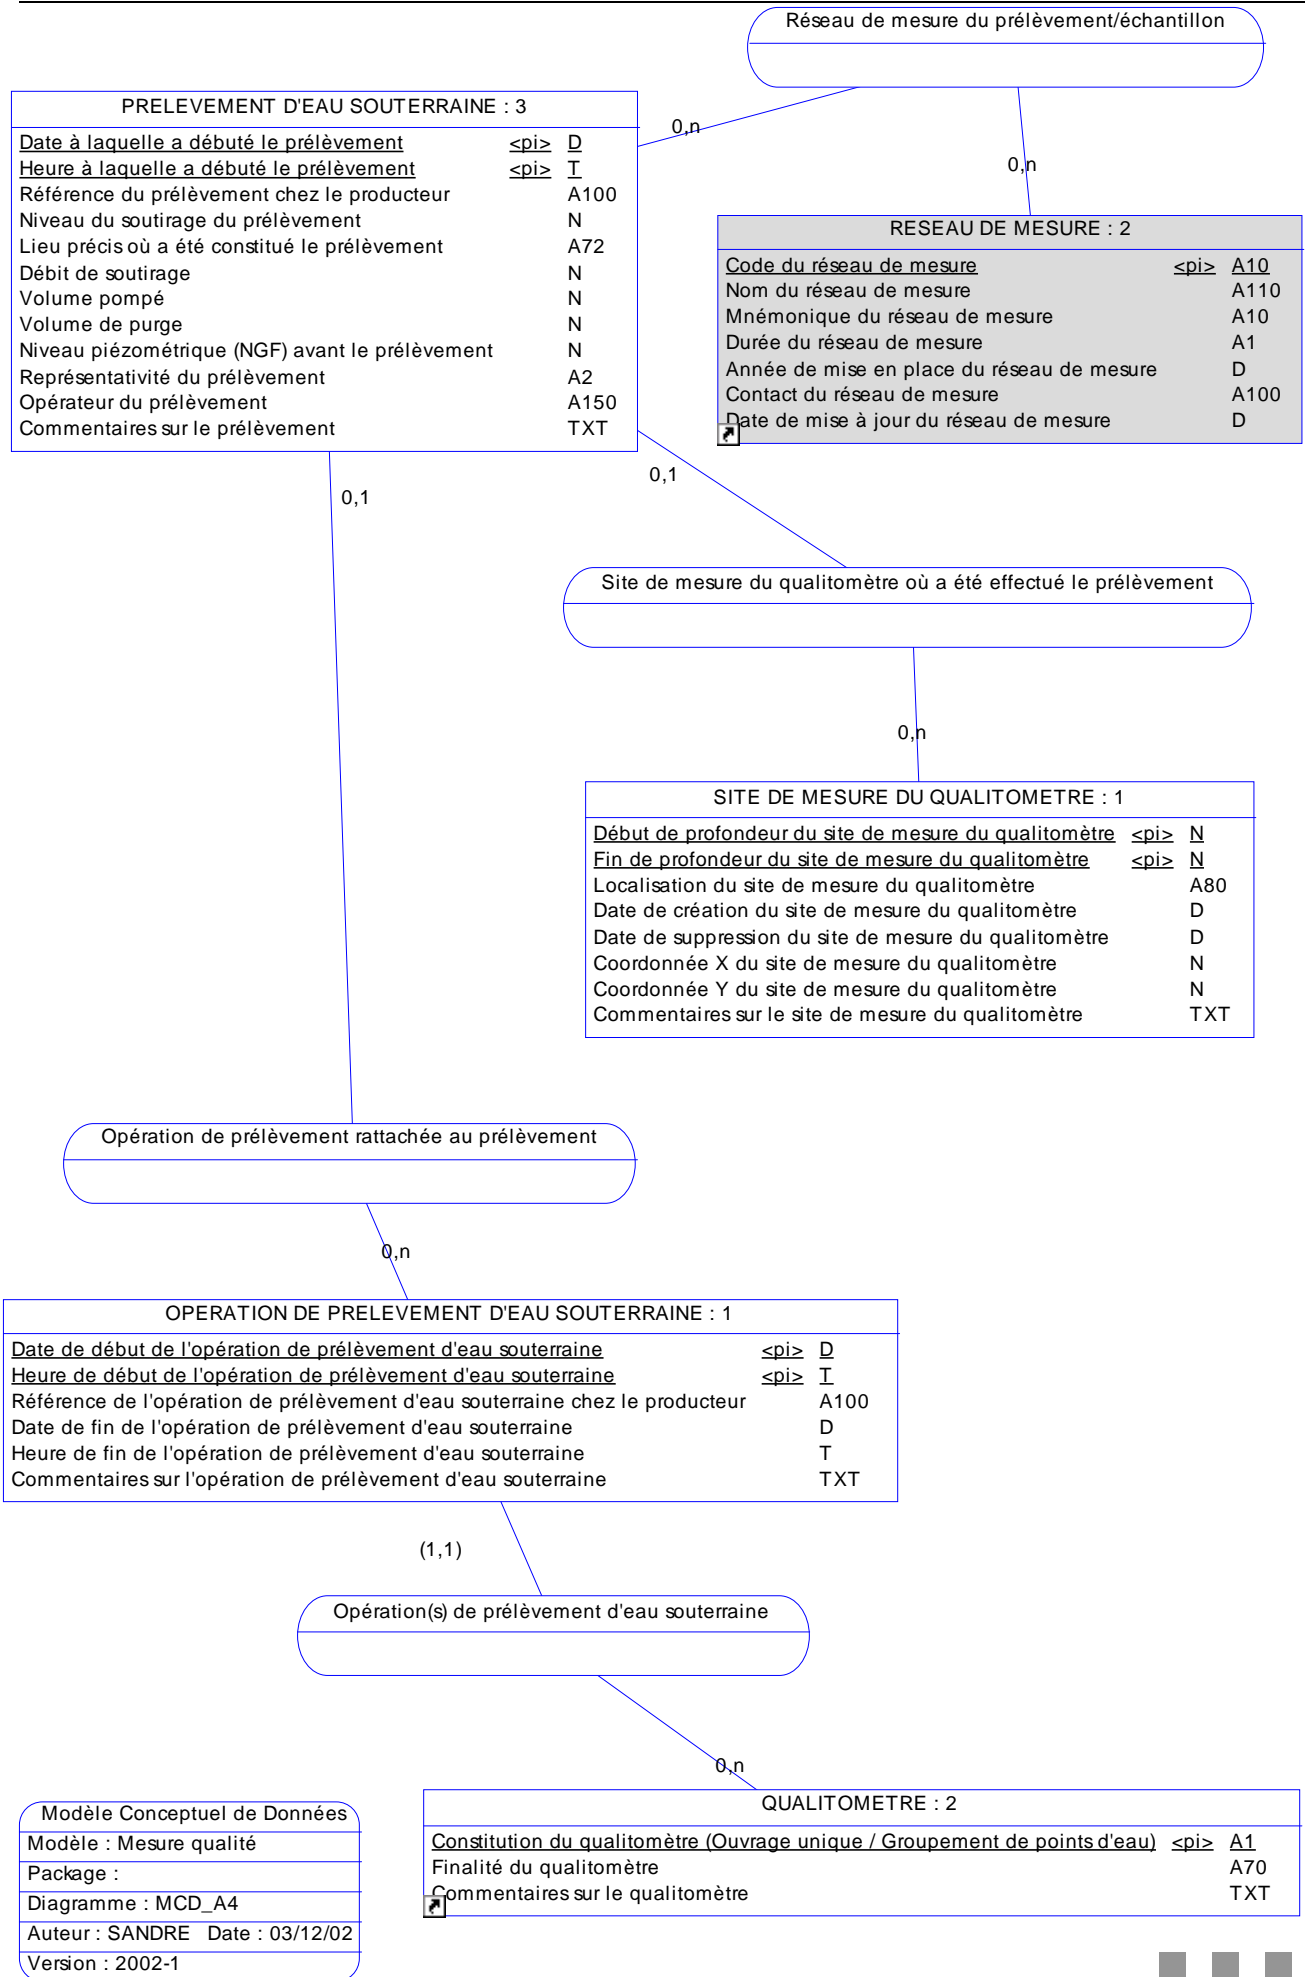 Réseau de mesure du prélèvement/échantillon
PRELEVEMENT D'EAU SOUTERRAINE : 3
Date à laquelle a débuté le prélèvement <pi> D
Heure à laquelle a débuté le prélèvement <pi> T
Référence du prélèvement chez le producteur A100
Niveau du soutirage du prélèvement N
Lieu précis où a été constitué le prélèvement A72
Débit de soutirage N
Volume pompé N
Volume de purge N
Niveau piézométrique (NGF) avant le prélèvement N
Représentativité du prélèvement A2
Opérateur du prélèvement A150
Commentaires sur le prélèvement TXT
0,n
0,n
RESEAU DE MESURE : 2
Code du réseau de mesure <pi> A10
Nom du réseau de mesure A110
Mnémonique du réseau de mesure A10
Durée du réseau de mesure A1
Année de mise en place du réseau de mesure D
Contact du réseau de mesure A100
Date de mise à jour du réseau de mesure D
0,1
0,1
Site de mesure du qualitomètre où a été effectué le prélèvement
0,n
SITE DE MESURE DU QUALITOMETRE : 1
Début de profondeur du site de mesure du qualitomètre <pi> N
Fin de profondeur du site de mesure du qualitomètre <pi> N
Localisation du site de mesure du qualitomètre A80
Date de création du site de mesure du qualitomètre D
Date de suppression du site de mesure du qualitomètre D
Coordonnée X du site de mesure du qualitomètre N
Coordonnée Y du site de mesure du qualitomètre N
Commentaires sur le site de mesure du qualitomètre TXT
Opération de prélèvement rattachée au prélèvement
0,n
OPERATION DE PRELEVEMENT D'EAU SOUTERRAINE : 1
Date de début de l'opération de prélèvement d'eau souterraine <pi> D
Heure de début de l'opération de prélèvement d'eau souterraine <pi> T
Référence de l'opération de prélèvement d'eau souterraine chez le producteur A100
Date de fin de l'opération de prélèvement d'eau souterraine D
Heure de fin de l'opération de prélèvement d'eau souterraine T
Commentaires sur l'opération de prélèvement d'eau souterraine TXT
(1,1)
Opération(s) de prélèvement d'eau souterraine
0,n
QUALITOMETRE : 2
Constitution du qualitomètre (Ouvrage unique / Groupement de points d'eau) <pi> A1
Finalité du qualitomètre A70
Commentaires sur le qualitomètre TXT
Modèle Conceptuel de Données
Modèle : Mesure qualité
Package :
Diagramme : MCD_A4
Auteur : SANDRE Date : 03/12/02
Version : 2002-1